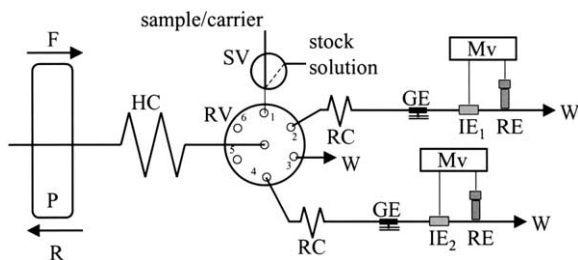 sample/carrier
F
SV
stock
solution
Mv
HC
RV
1
2
3
4
5
6
GE
RC
IE₁
RE
W
W
P
Mv
R
RC
GE
IE₂
RE
W